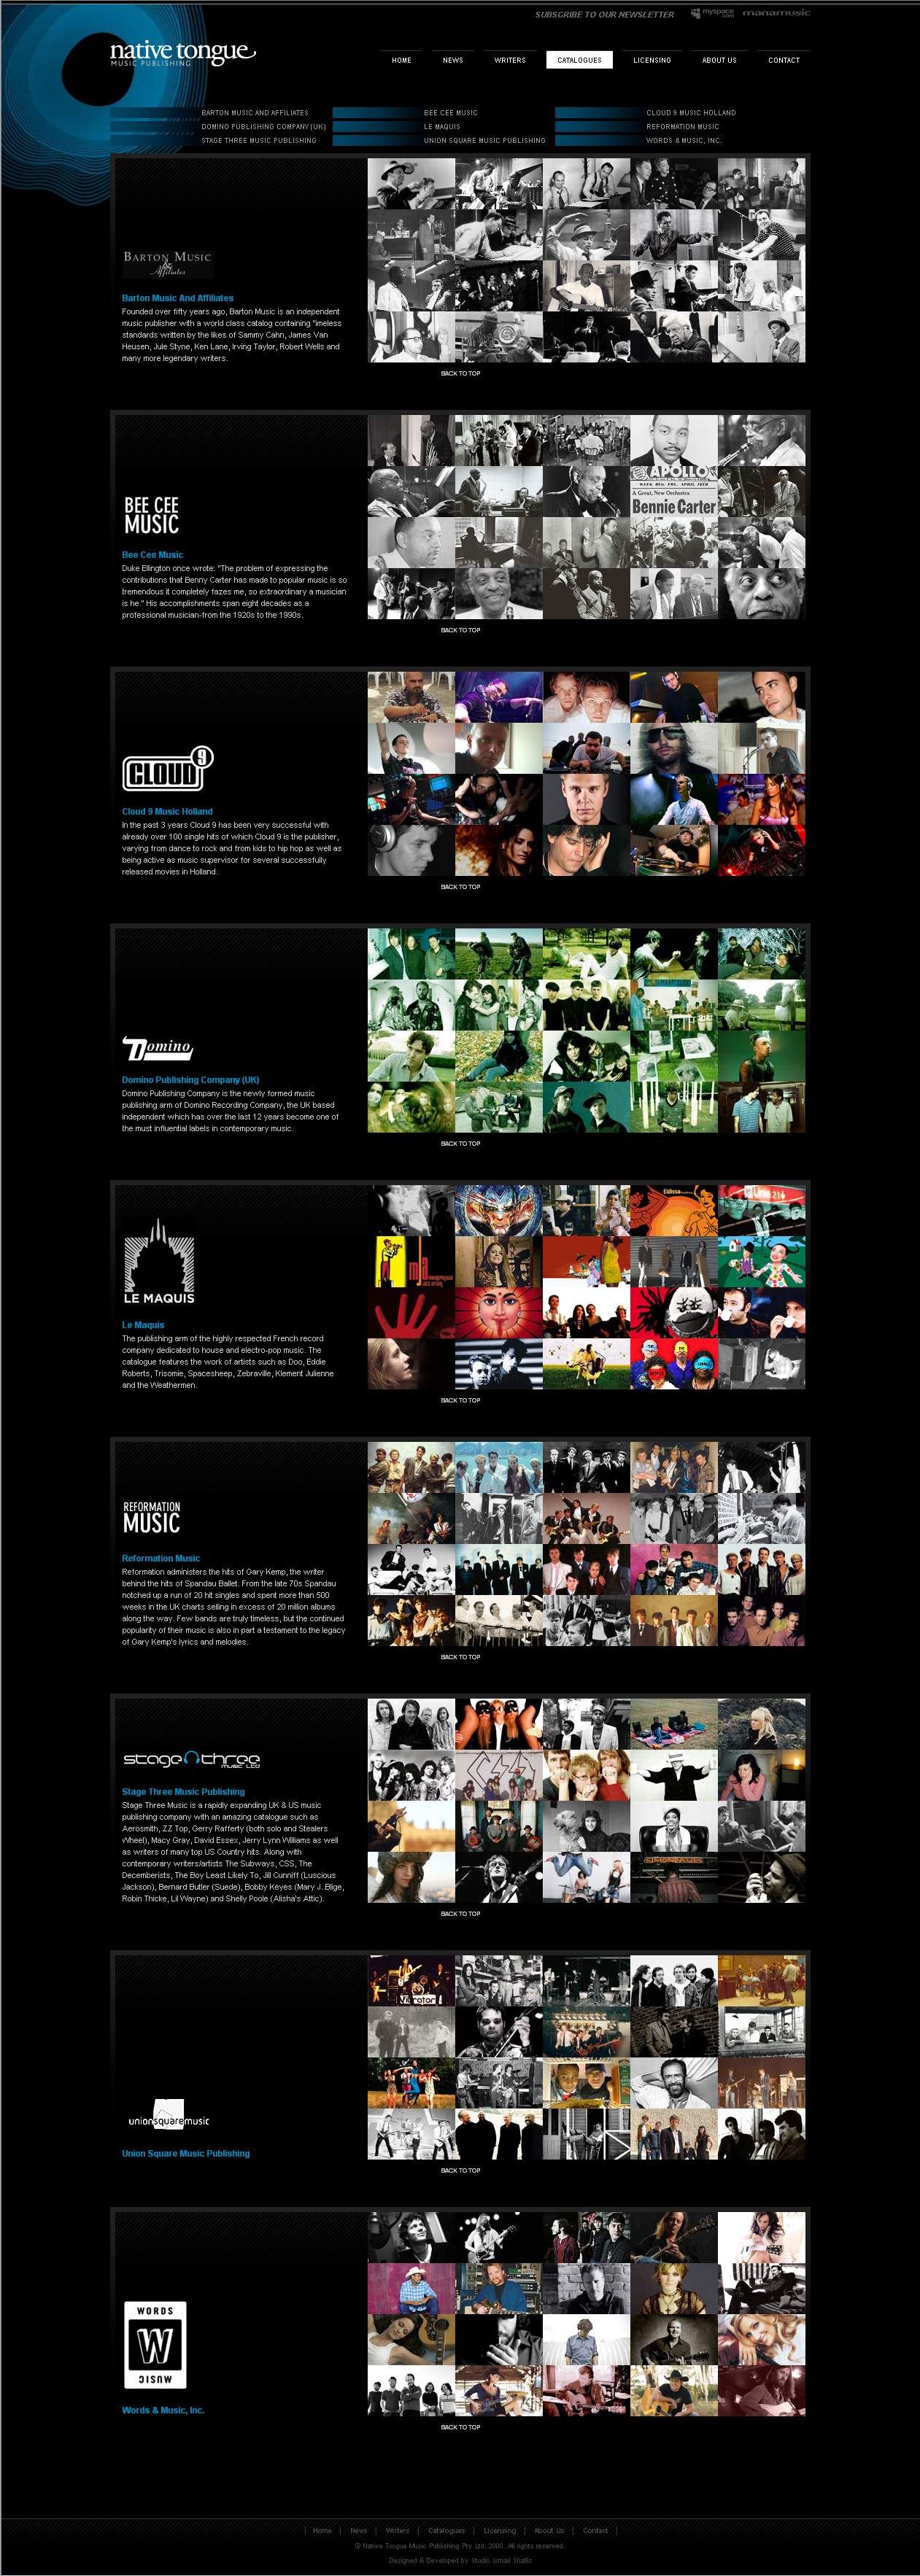 SUBSCRIBE TO OUR NEWSLETTER
myspace.com
manamusic
native tongue
MUSIC PUBLISHING
HOME
NEWS
WRITERS
CATALOGUES
LICENSING
ABOUT US
CONTACT
BARTON MUSIC AND AFFILIATES
BEE CEE MUSIC
CLOUD 9 MUSIC HOLLAND
DOMINO PUBLISHING COMPANY (UK)
LE MAQUIS
REFORMATION MUSIC
STAGE THREE MUSIC PUBLISHING
UNION SQUARE MUSIC PUBLISHING
WORDS & MUSIC, INC.
BARTON MUSIC
& Affiliates
Barton Music And Affiliates
Founded over fifty years ago, Barton Music is an independent
music publisher with a world class catalog containing "imeless
standards written by the likes of Sammy Cahn, James Van
Heusen, Jule Styne, Ken Lane, Irving Taylor, Robert Wells and
many more legendary writers.
BACK TO TOP
APOLLO
A Great, New Orchestra
Bennie Carter
BEE CEE
MUSIC
Bee Cee Music
Duke Ellington once wrote: "The problem of expressing the
contributions that Benny Carter has made to popular music is so
tremendous it completely fazes me, so extraordinary a musician
is he." His accomplishments span eight decades as a
professional musician-from the 1920s to the 1990s.
BACK TO TOP
CLOUD 9
Cloud 9 Music Holland
In the past 3 years Cloud 9 has been very successful with
already over 100 single hits of which Cloud 9 is the publisher,
varying from dance to rock and from kids to hip hop as well as
being active as music supervisor for several successfully
released movies in Holland.
BACK TO TOP
Domino
Domino Publishing Company (UK)
Domino Publishing Company is the newly formed music
publishing arm of Domino Recording Company, the UK based
independent which has over the last 12 years become one of
the most influential labels in contemporary music.
BACK TO TOP
LE MAQUIS
Le Maquis
The publishing arm of the highly respected French record
company dedicated to house and electro-pop music. The
catalogue features the work of artists such as Doo, Eddie
Roberts, Trisomie, Spacesheep, Zebraville, Klement Julienne
and the Weathermen.
BACK TO TOP
REFORMATION
MUSIC
Reformation Music
Reformation administers the hits of Gary Kemp, the writer
behind the hits of Spandau Ballet. From the late 70s Spandau
notched up a run of 20 hit singles and spent more than 500
weeks in the UK charts selling in excess of 20 million albums
along the way. Few bands are truly timeless, but the continued
popularity of their music is also in part a testament to the legacy
of Gary Kemp's lyrics and melodies.
BACK TO TOP
stage three
music Ltd
Stage Three Music Publishing
Stage Three Music is a rapidly expanding UK & US music
publishing company with an amazing catalogue such as
Aerosmith, ZZ Top, Gerry Rafferty (both solo and Stealers
Wheel), Macy Gray, David Essex, Jerry Lynn Williams as well
as writers of many top US Country hits. Along with
contemporary writers/artists The Subways, CSS, The
Decemberists, The Boy Least Likely To, Jill Cunniff (Luscious
Jackson), Bernard Butler (Suede), Bobby Keyes (Mary J. Blige,
Robin Thicke, Lil Wayne) and Shelly Poole (Alisha's Attic).
BACK TO TOP
unionsquaremusic
Union Square Music Publishing
BACK TO TOP
WORDS
W
MUSIC
Words & Music, Inc.
BACK TO TOP
Home | News | Writers | Catalogues | Licensing | About Us | Contact
© Native Tongue Music Publishing Pty Ltd, 2009. All rights reserved.
Designed & Developed by Studio Ismail Shallis